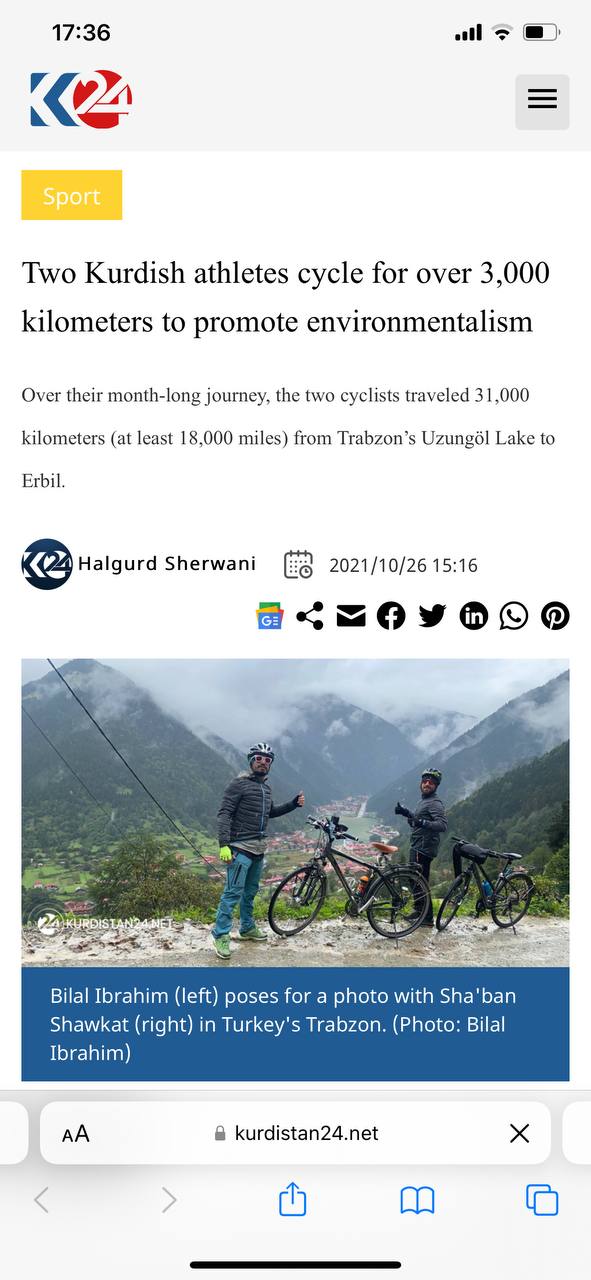 17:36
K24
Sport
Two Kurdish athletes cycle for over 3,000
kilometers to promote environmentalism
Over their month-long journey, the two cyclists traveled 31,000
kilometers (at least 18,000 miles) from Trabzon’s Uzungöl Lake to
Erbil.
K24 Halgurd Sherwani 2021/10/26 15:16
GE
24 KURDISTAN24.NET
Bilal Ibrahim (left) poses for a photo with Sha'ban
Shawkat (right) in Turkey's Trabzon. (Photo: Bilal
Ibrahim)
AA kurdistan24.net